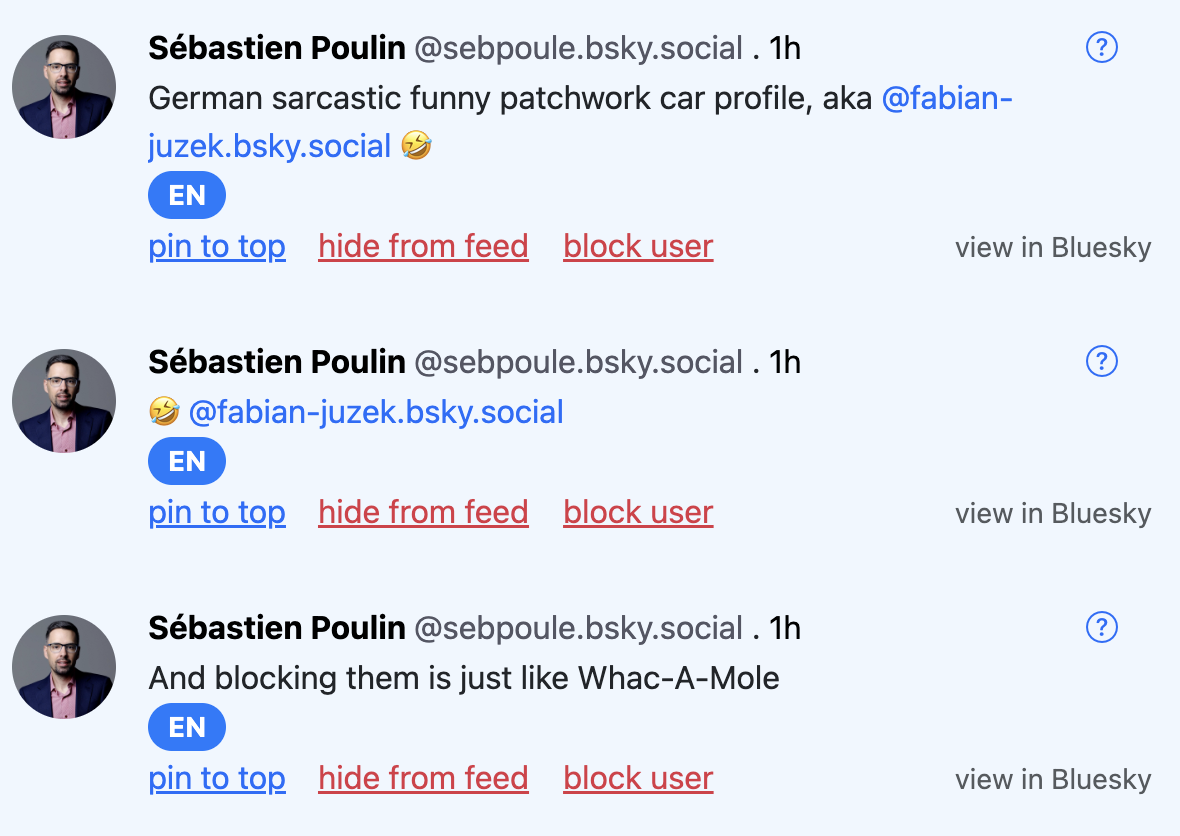 Sébastien Poulin @sebpoule.bsky.social . 1h ?
German sarcastic funny patchwork car profile, aka @fabian-
juzek.bsky.social 🤣
EN
pin to top hide from feed block user view in Bluesky
Sébastien Poulin @sebpoule.bsky.social . 1h ?
🤣 @fabian-juzek.bsky.social
EN
pin to top hide from feed block user view in Bluesky
Sébastien Poulin @sebpoule.bsky.social . 1h ?
And blocking them is just like Whac-A-Mole
EN
pin to top hide from feed block user view in Bluesky